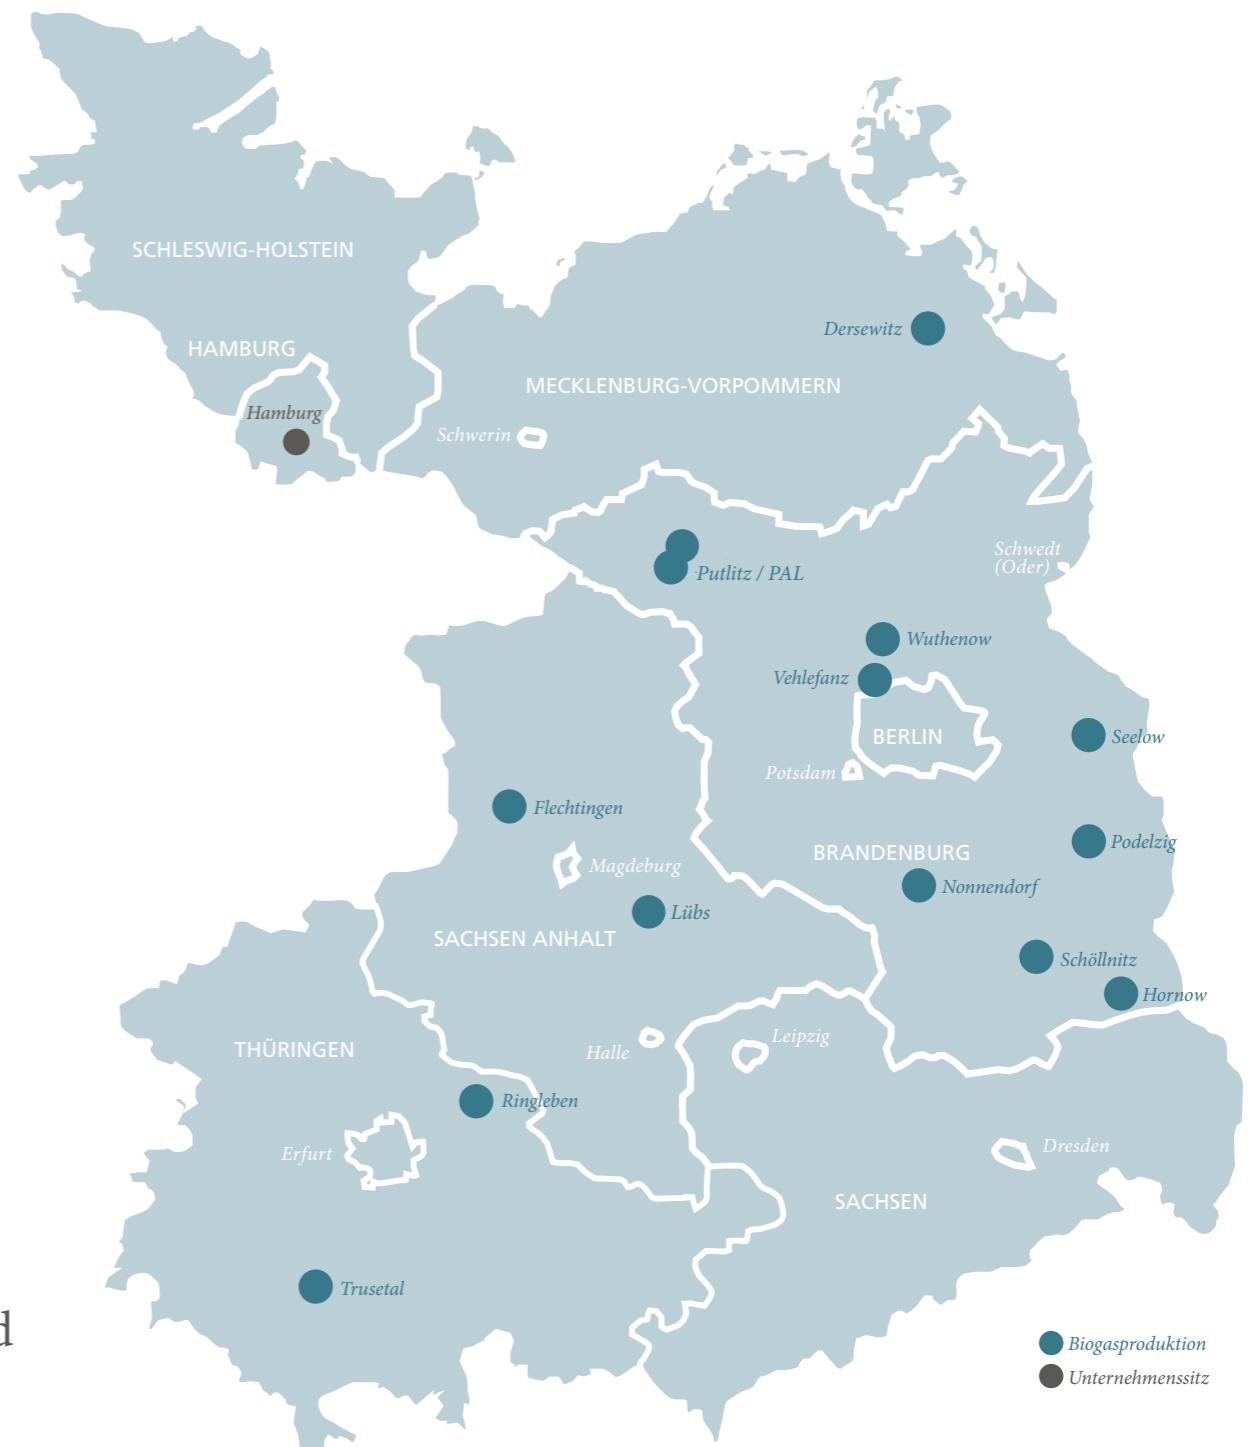 SCHLESWIG-HOLSTEIN
Dersewitz
HAMBURG
MECKLENBURG-VORPOMMERN
Hamburg
Schwerin
Schwedt
(Oder)
Putlitz / PAL
Wuthenow
Vehlefanz
BERLIN
Seelow
Potsdam
Flechtingen
Podelzig
BRANDENBURG
Magdeburg
Nonnendorf
Lübs
SACHSEN ANHALT
Schöllnitz
Hornow
Leipzig
THÜRINGEN
Halle
Ringleben
Dresden
Erfurt
SACHSEN
Trusetal
d
Biogasproduktion
Unternehmenssitz